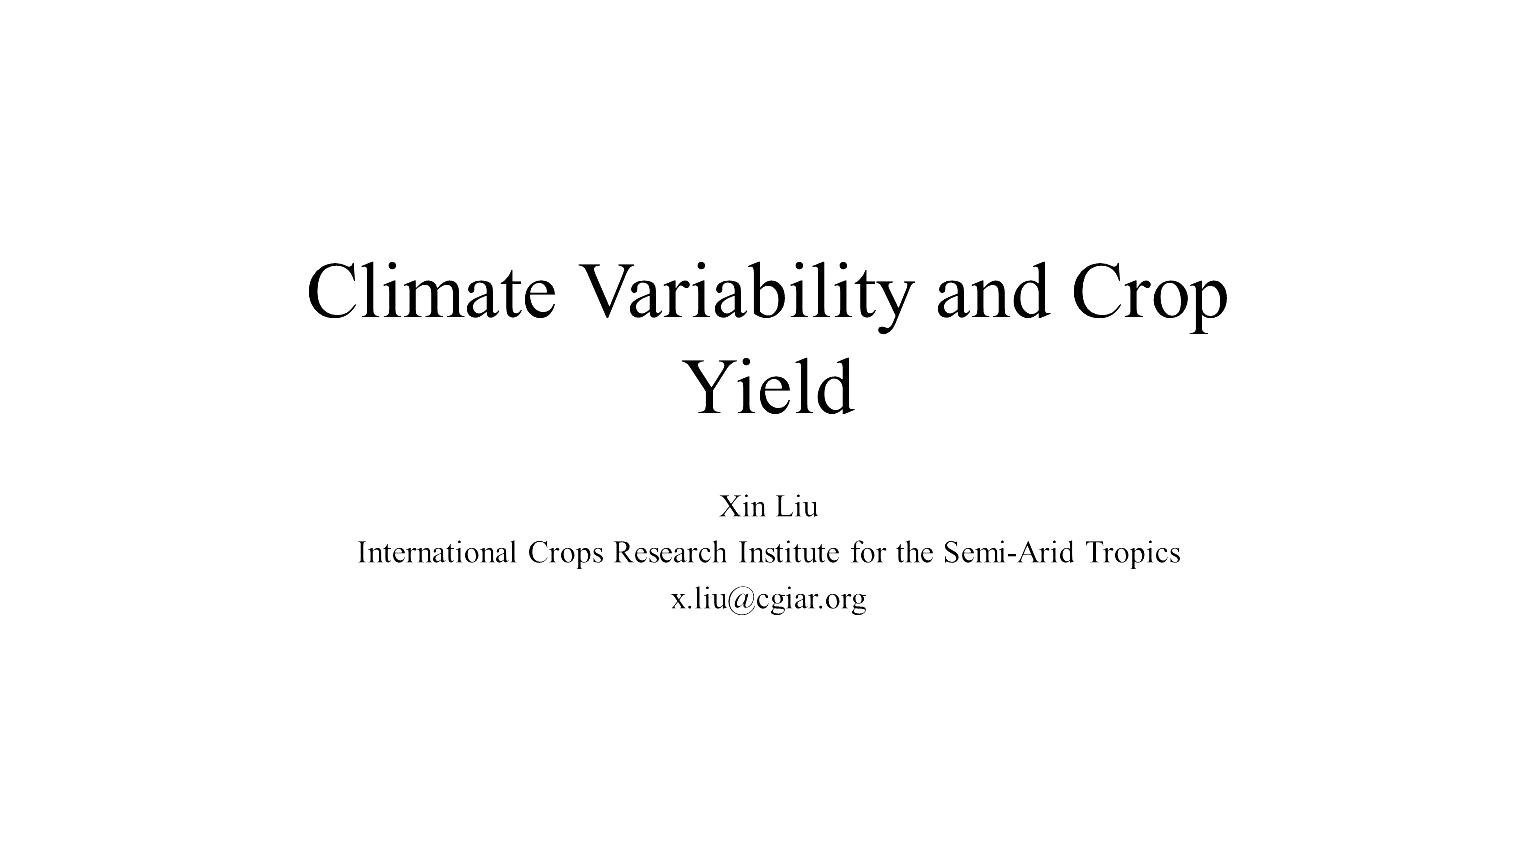 Climate Variability and Crop
Yield
Xin Liu
International Crops Research Institute for the Semi-Arid Tropics
x.liu@cgiar.org